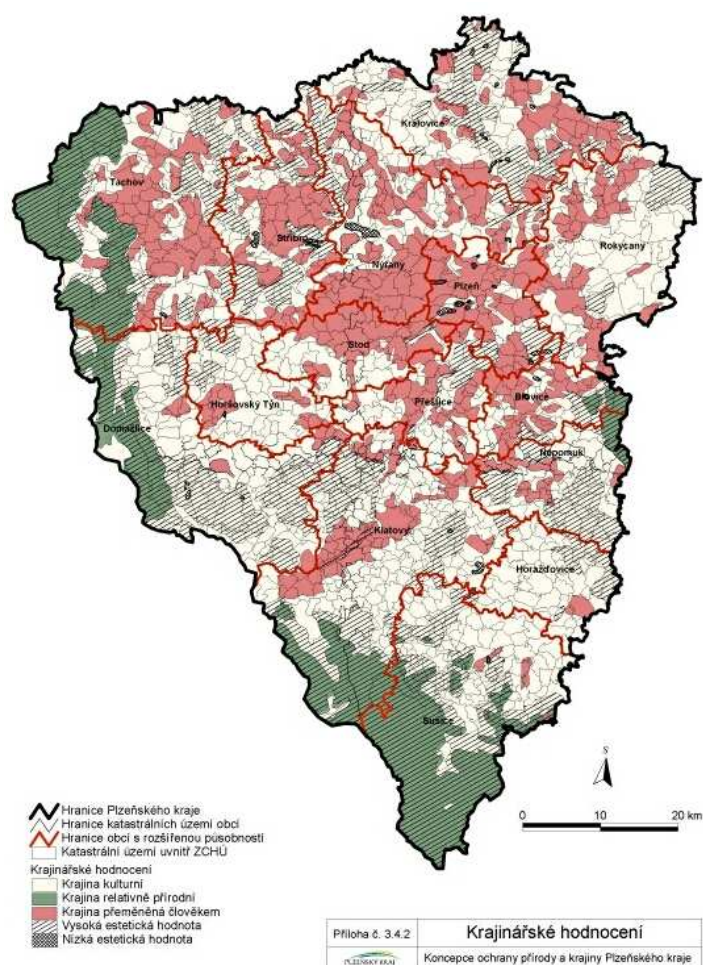 Kralovice
Tachov
Rokycany
Stříbro
Nýřany
Plzeň
Stod
Horšovský Týn
Přeštice
Blovice
Domažlice
Nepomuk
Klatovy
Horažďovice
Sušice
S
0 10 20 km
Hranice Plzeňského kraje
Hranice katastrálních území obcí
Hranice obcí s rozšířenou působností
Katastrální území uvnitř ZCHÚ
Krajinářské hodnocení
Krajina kulturní
Krajina relativně přírodní
Krajina přeměněná člověkem
Vysoká estetická hodnota
Nízká estetická hodnota
Příloha č. 3.4.2
Krajinářské hodnocení
PLZEŇSKÝ KRAJ
Koncepce ochrany přírody a krajiny Plzeňského kraje